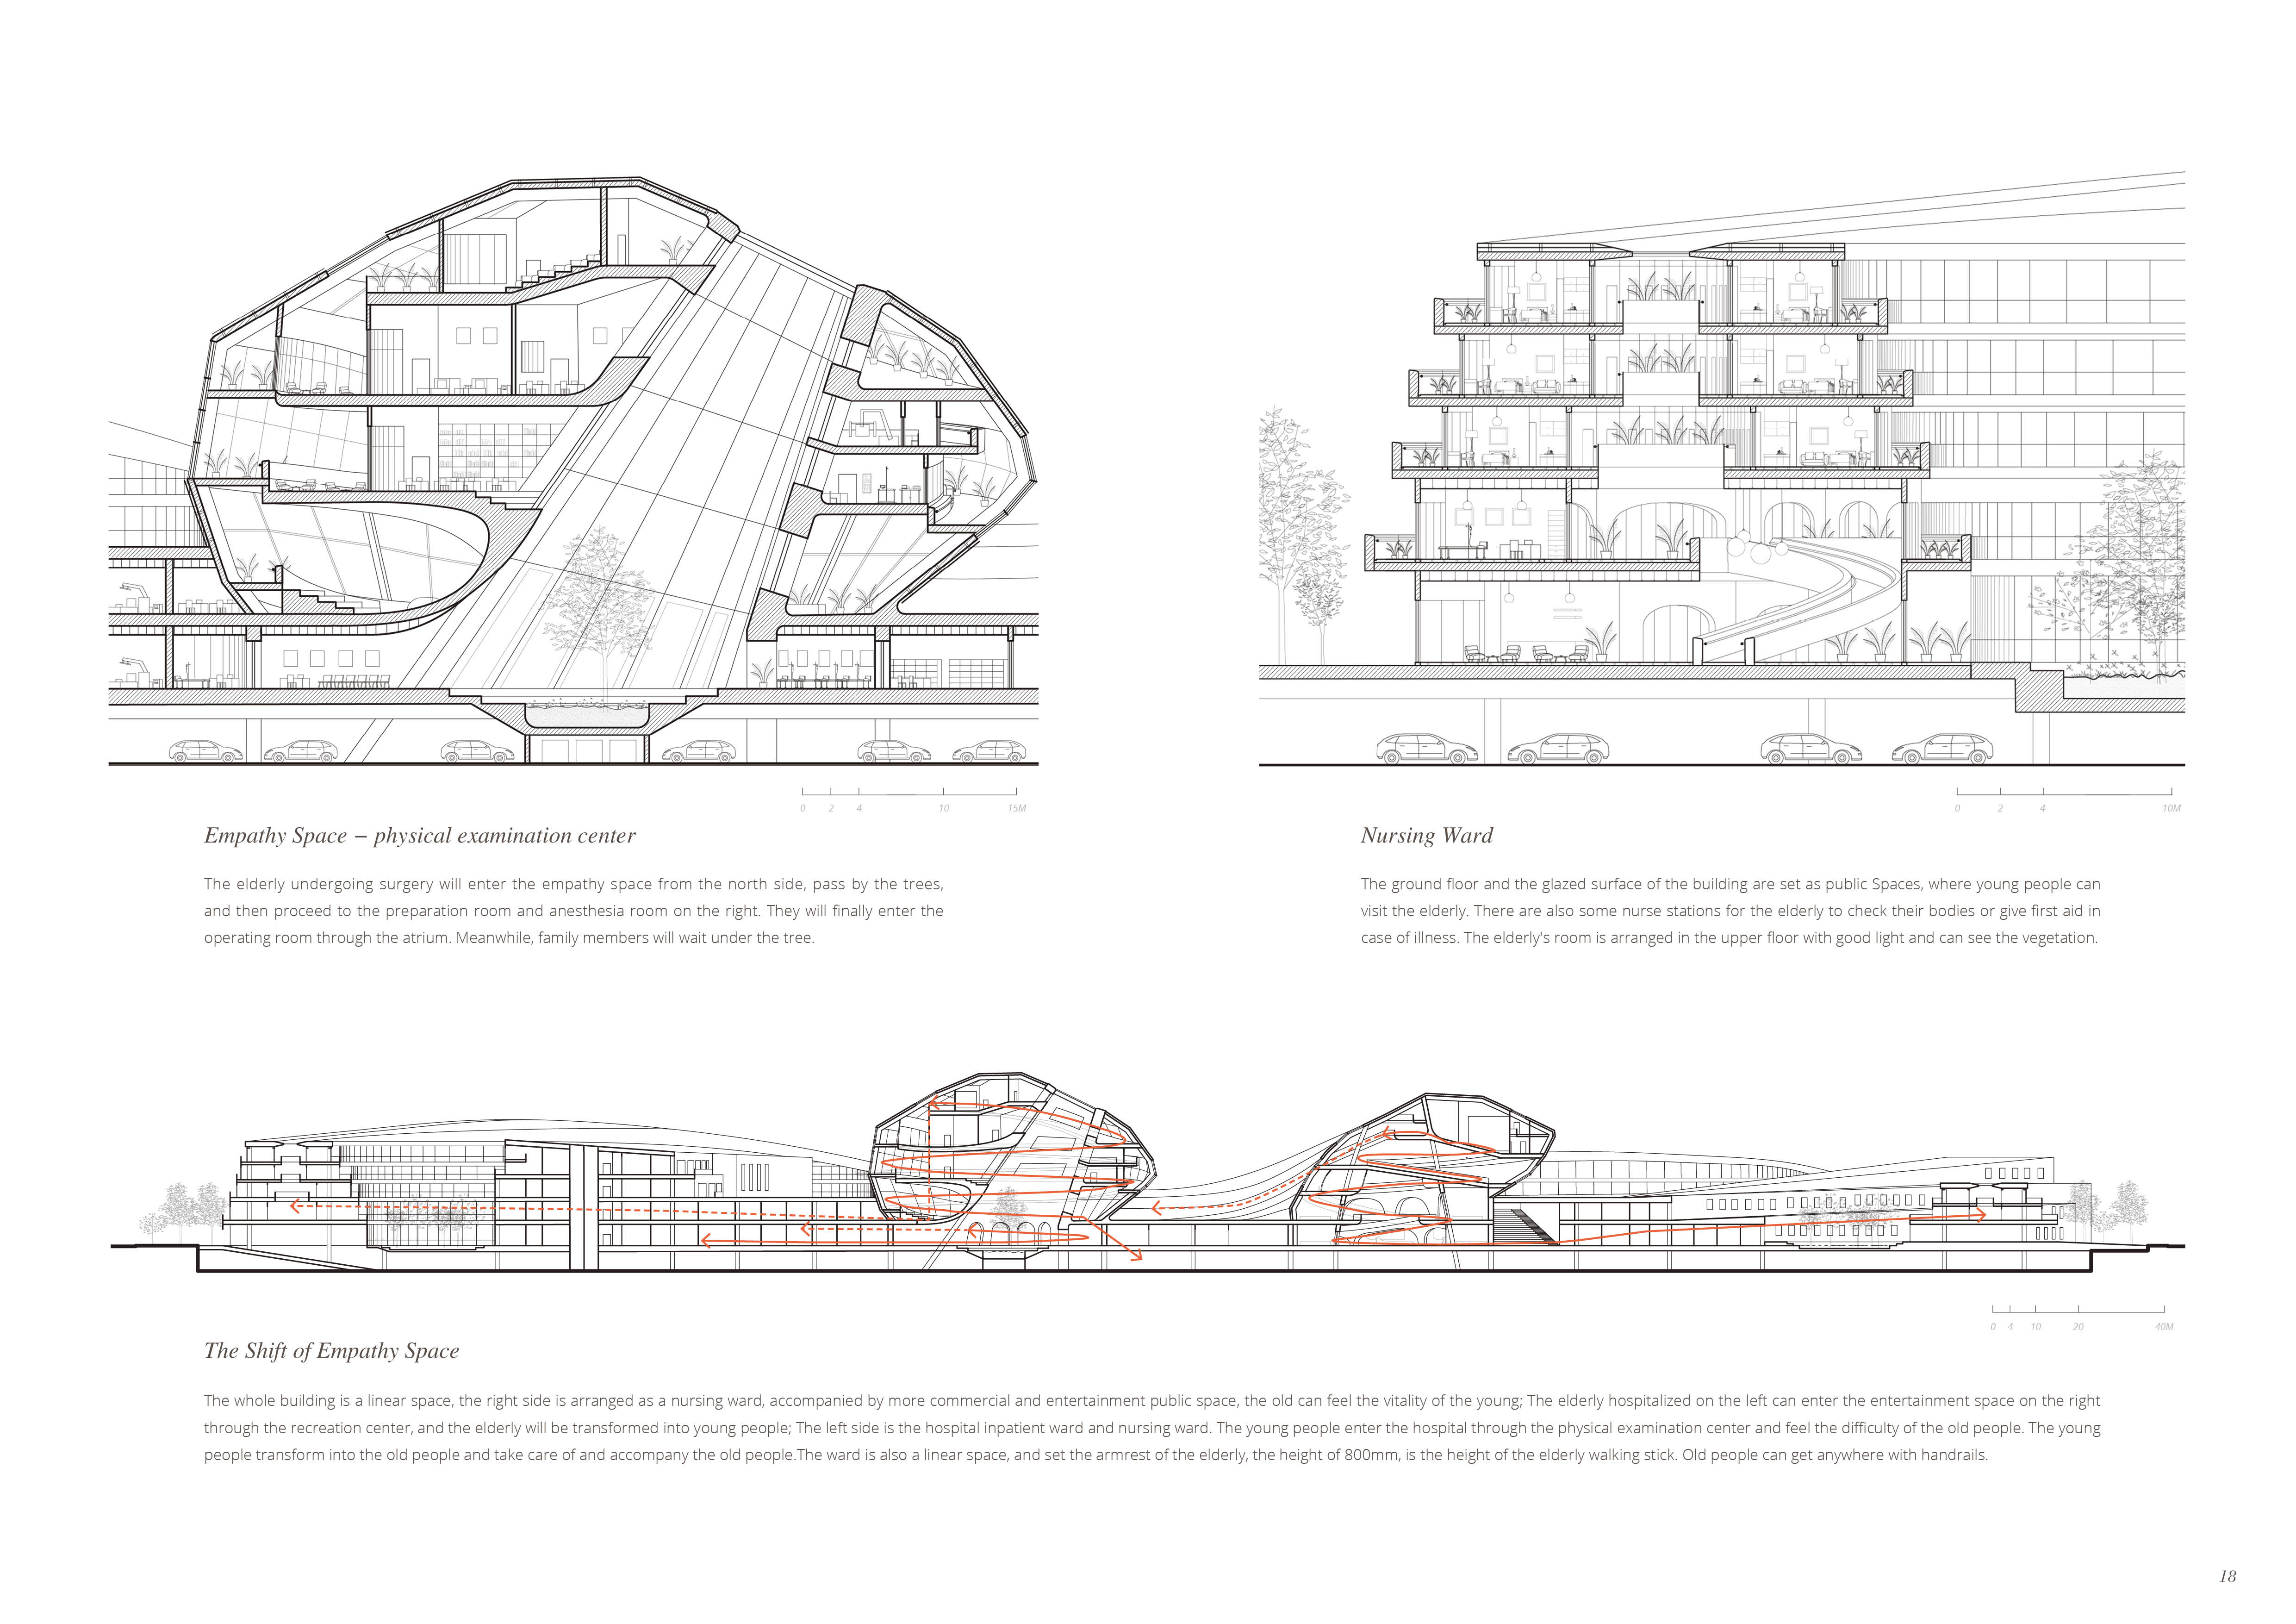 0 2 4 10 15M
0 2 4 10M
Empathy Space – physical examination center
The elderly undergoing surgery will enter the empathy space from the north side, pass by the trees,
and then proceed to the preparation room and anesthesia room on the right. They will finally enter the
operating room through the atrium. Meanwhile, family members will wait under the tree.
Nursing Ward
The ground floor and the glazed surface of the building are set as public Spaces, where young people can
visit the elderly. There are also some nurse stations for the elderly to check their bodies or give first aid in
case of illness. The elderly's room is arranged in the upper floor with good light and can see the vegetation.
0 4 10 20 40M
The Shift of Empathy Space
The whole building is a linear space, the right side is arranged as a nursing ward, accompanied by more commercial and entertainment public space, the old can feel the vitality of the young; The elderly hospitalized on the left can enter the entertainment space on the right
through the recreation center, and the elderly will be transformed into young people; The left side is the hospital inpatient ward and nursing ward. The young people enter the hospital through the physical examination center and feel the difficulty of the old people. The young
people transform into the old people and take care of and accompany the old people.The ward is also a linear space, and set the armrest of the elderly, the height of 800mm, is the height of the elderly walking stick. Old people can get anywhere with handrails.
18